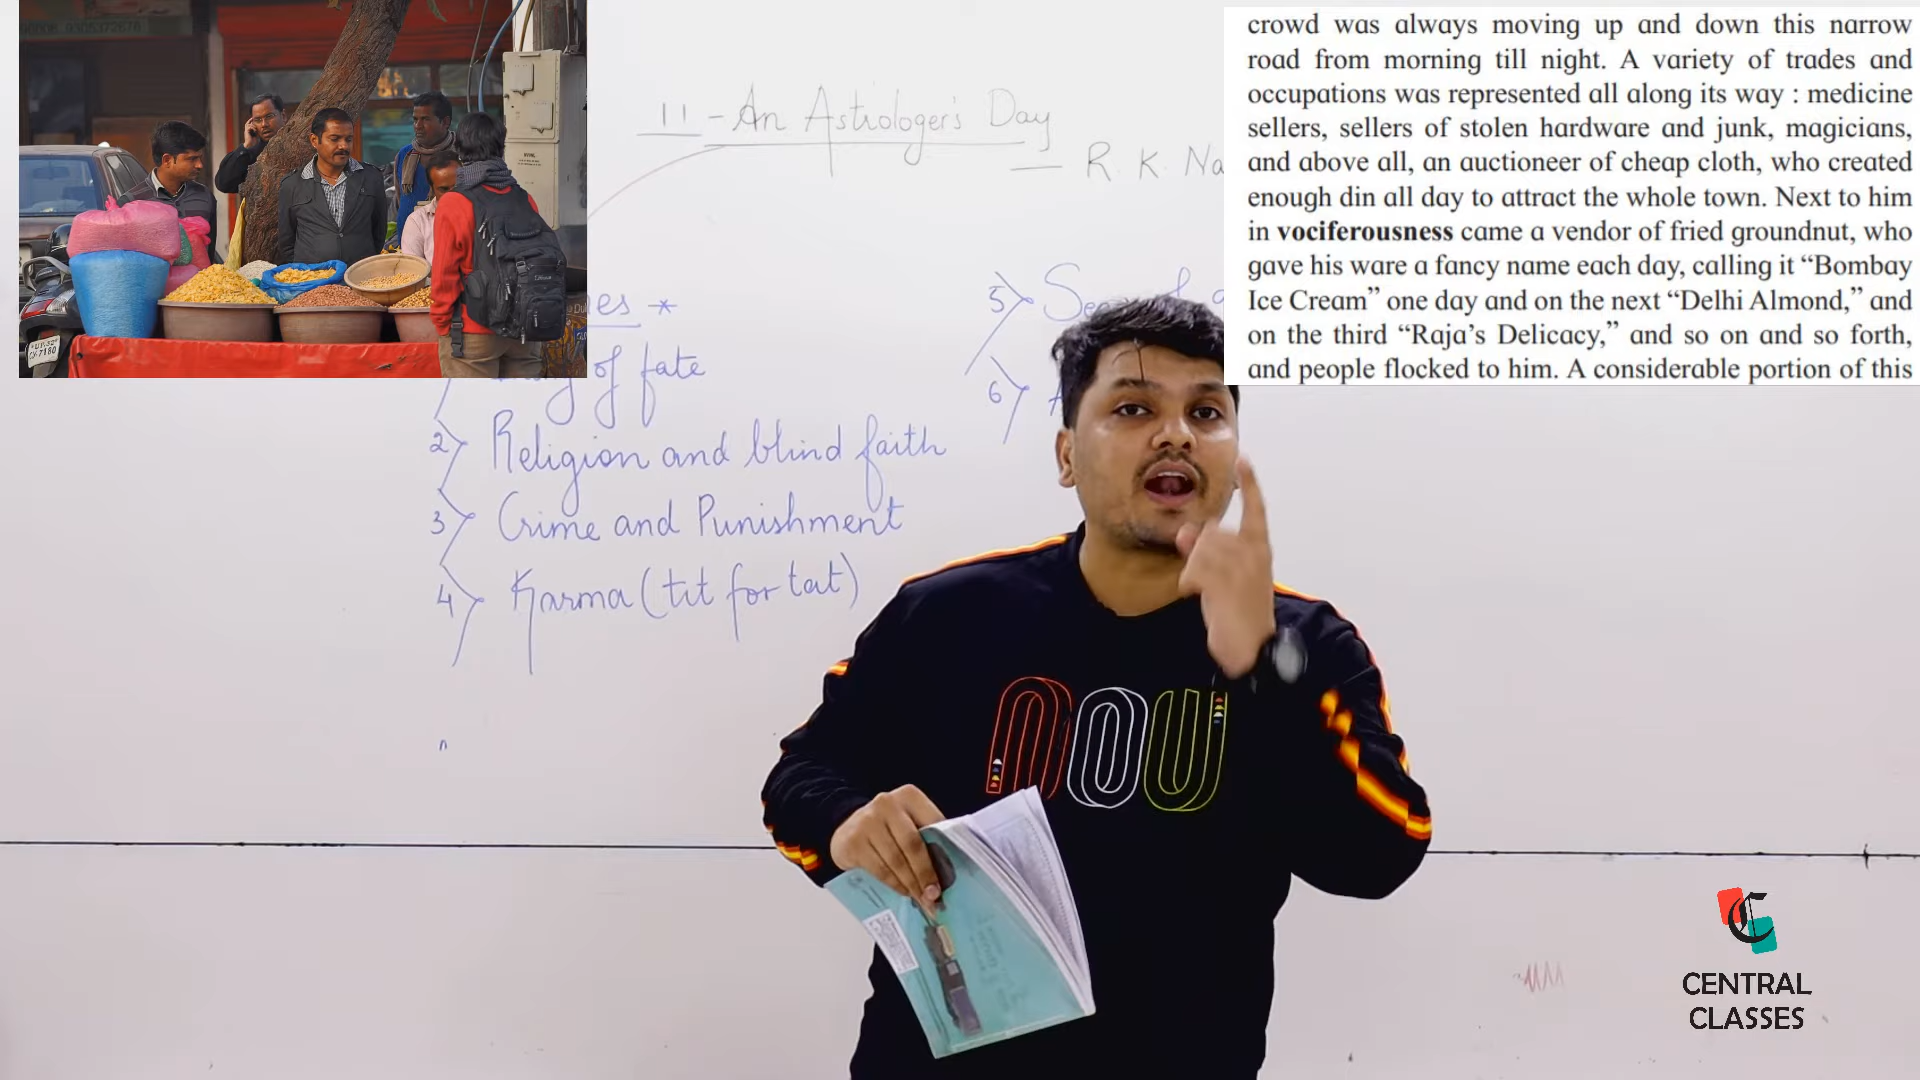 11 - An Astrologer's Day
— R. K. Na
es *
of fate
2 Religion and blind faith
3 Crime and Punishment
4 Karma (tit for tat)
5
6
crowd was always moving up and down this narrow
road from morning till night. A variety of trades and
occupations was represented all along its way : medicine
sellers, sellers of stolen hardware and junk, magicians,
and above all, an auctioneer of cheap cloth, who created
enough din all day to attract the whole town. Next to him
in vociferousness came a vendor of fried groundnut, who
gave his ware a fancy name each day, calling it “Bombay
Ice Cream” one day and on the next “Delhi Almond,” and
on the third “Raja’s Delicacy,” and so on and so forth,
and people flocked to him. A considerable portion of this
nou
CENTRAL
CLASSES